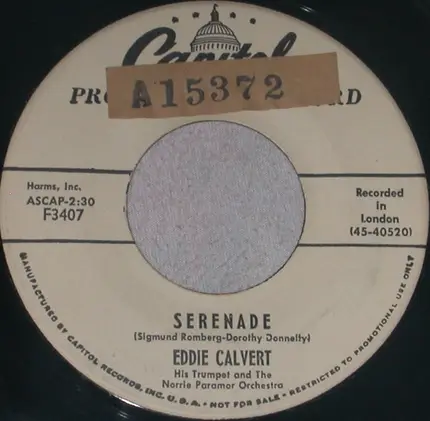 Capitol
A15372
Harms, Inc.
ASCAP-2:30
F3407
Recorded
in
London
(45-40520)
SERENADE
(Sigmund Romberg-Dorothy Donnelly)
EDDIE CALVERT
His Trumpet and The
Norrie Paramor Orchestra
MANUFACTURED BY CAPITOL RECORDS, INC. U.S.A. • NOT FOR SALE • RESTRICTED TO PROMOTIONAL USE ONLY